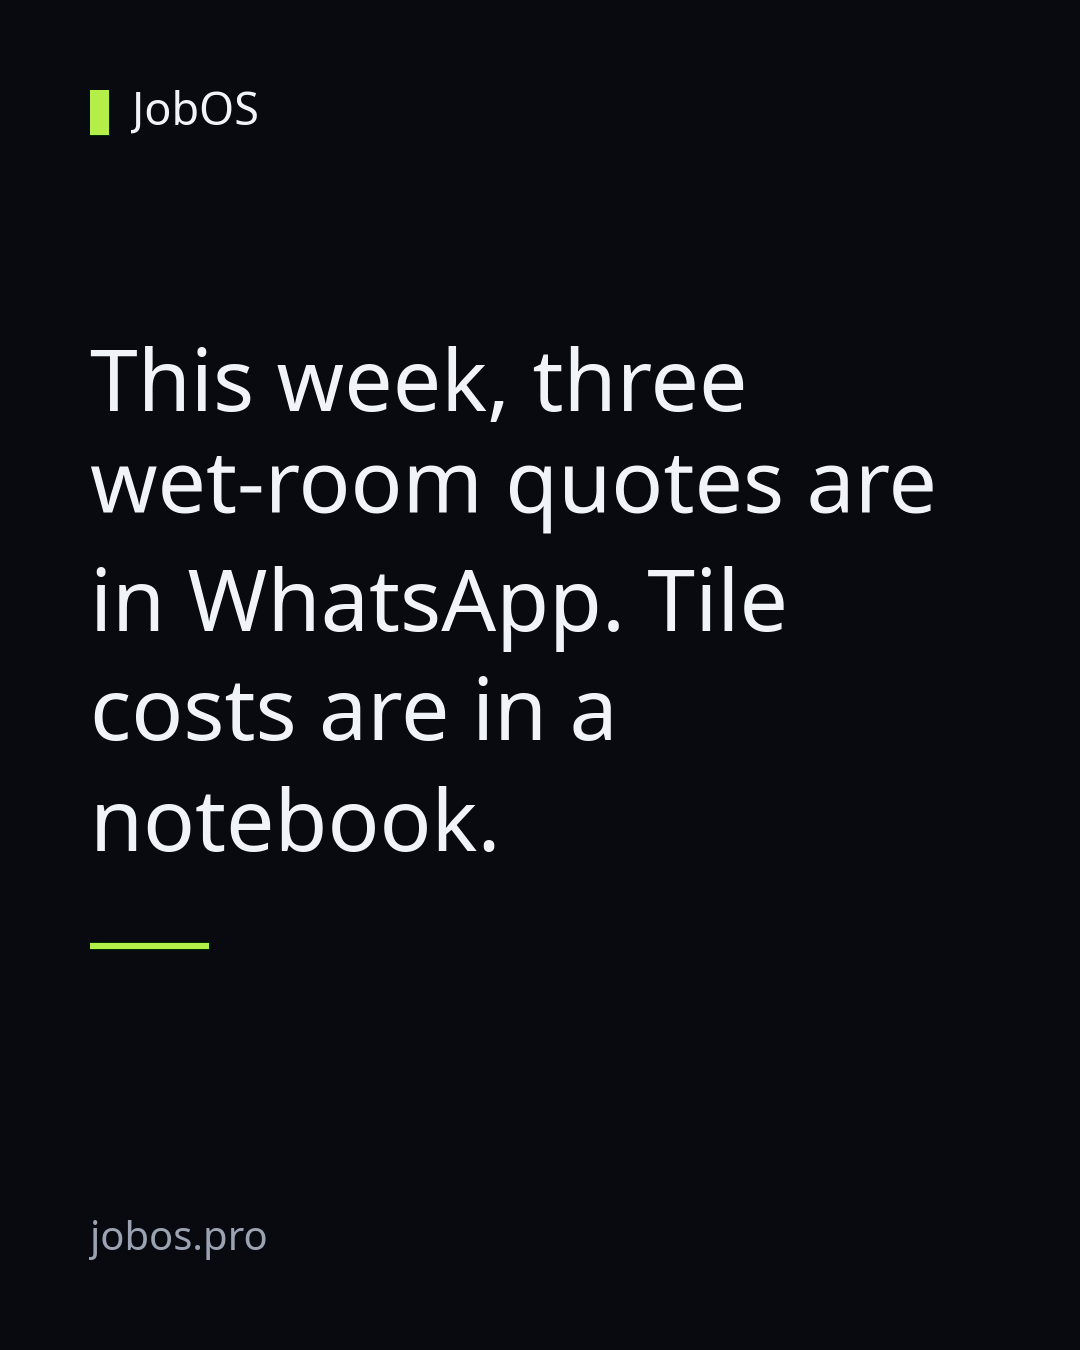 JobOS
This week, three
wet-room quotes are
in WhatsApp. Tile
costs are in a
notebook.
jobos.pro